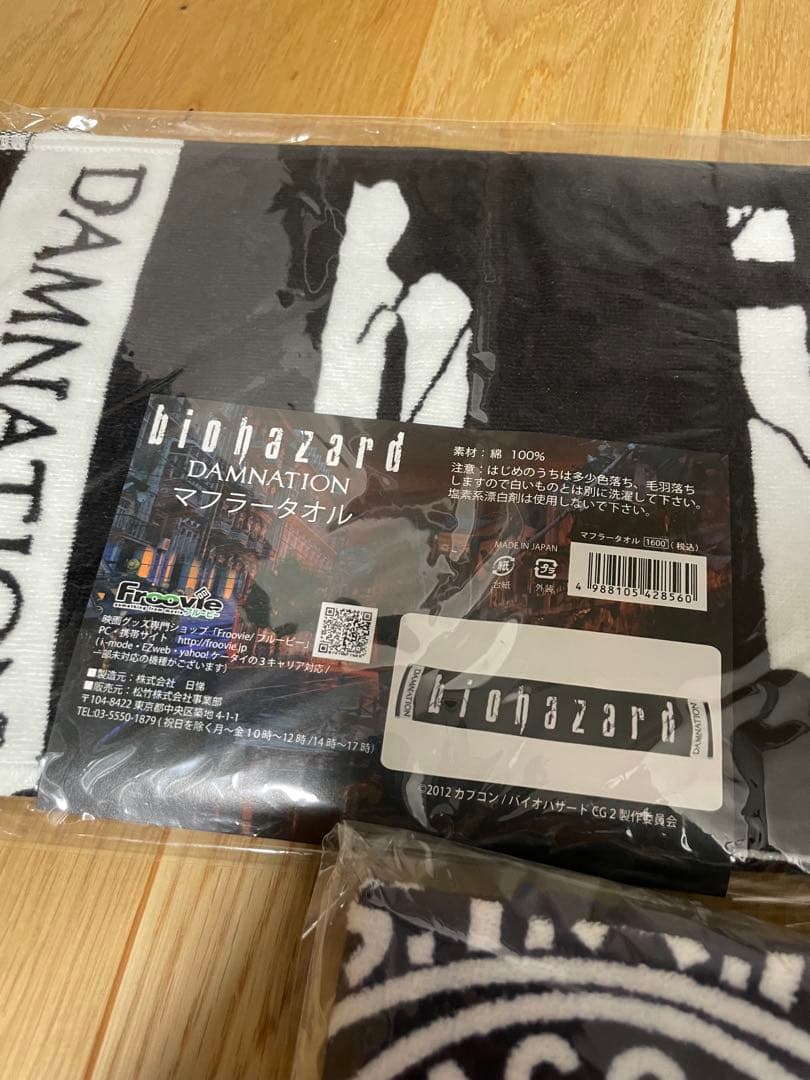 DAMNATION
biohazard
DAMNATION
マフラータオル
素材：綿 100%
注意：はじめのうちは多少色落ち、毛羽落ち
しますので白いものとは別に洗濯して下さい。
塩素系漂白剤は使用しないで下さい。
MADE IN JAPAN
紙
台紙
プラ
外装
マフラータオル 1600 (税込)
4 988105 428560
Froovie
フルービー
映画グッズ専門ショップ「Froovie/ フルービー」
PC・携帯サイト http://froovie.jp
(i-mode・EZweb・yahoo! ケータイの3キャリア対応 /
一部未対応の機種がございます)
■製造元：株式会社 日悌
■販売元：松竹株式会社事業部
〒104-8422 東京都中央区築地 4-1-1
TEL:03-5550-1879 ( 祝日を除く月～金 10時～12時 /14時～17時 )
DAMNATION
biohazard
DAMNATION
©2012 カプコン / バイオハザード CG 2 製作委員会